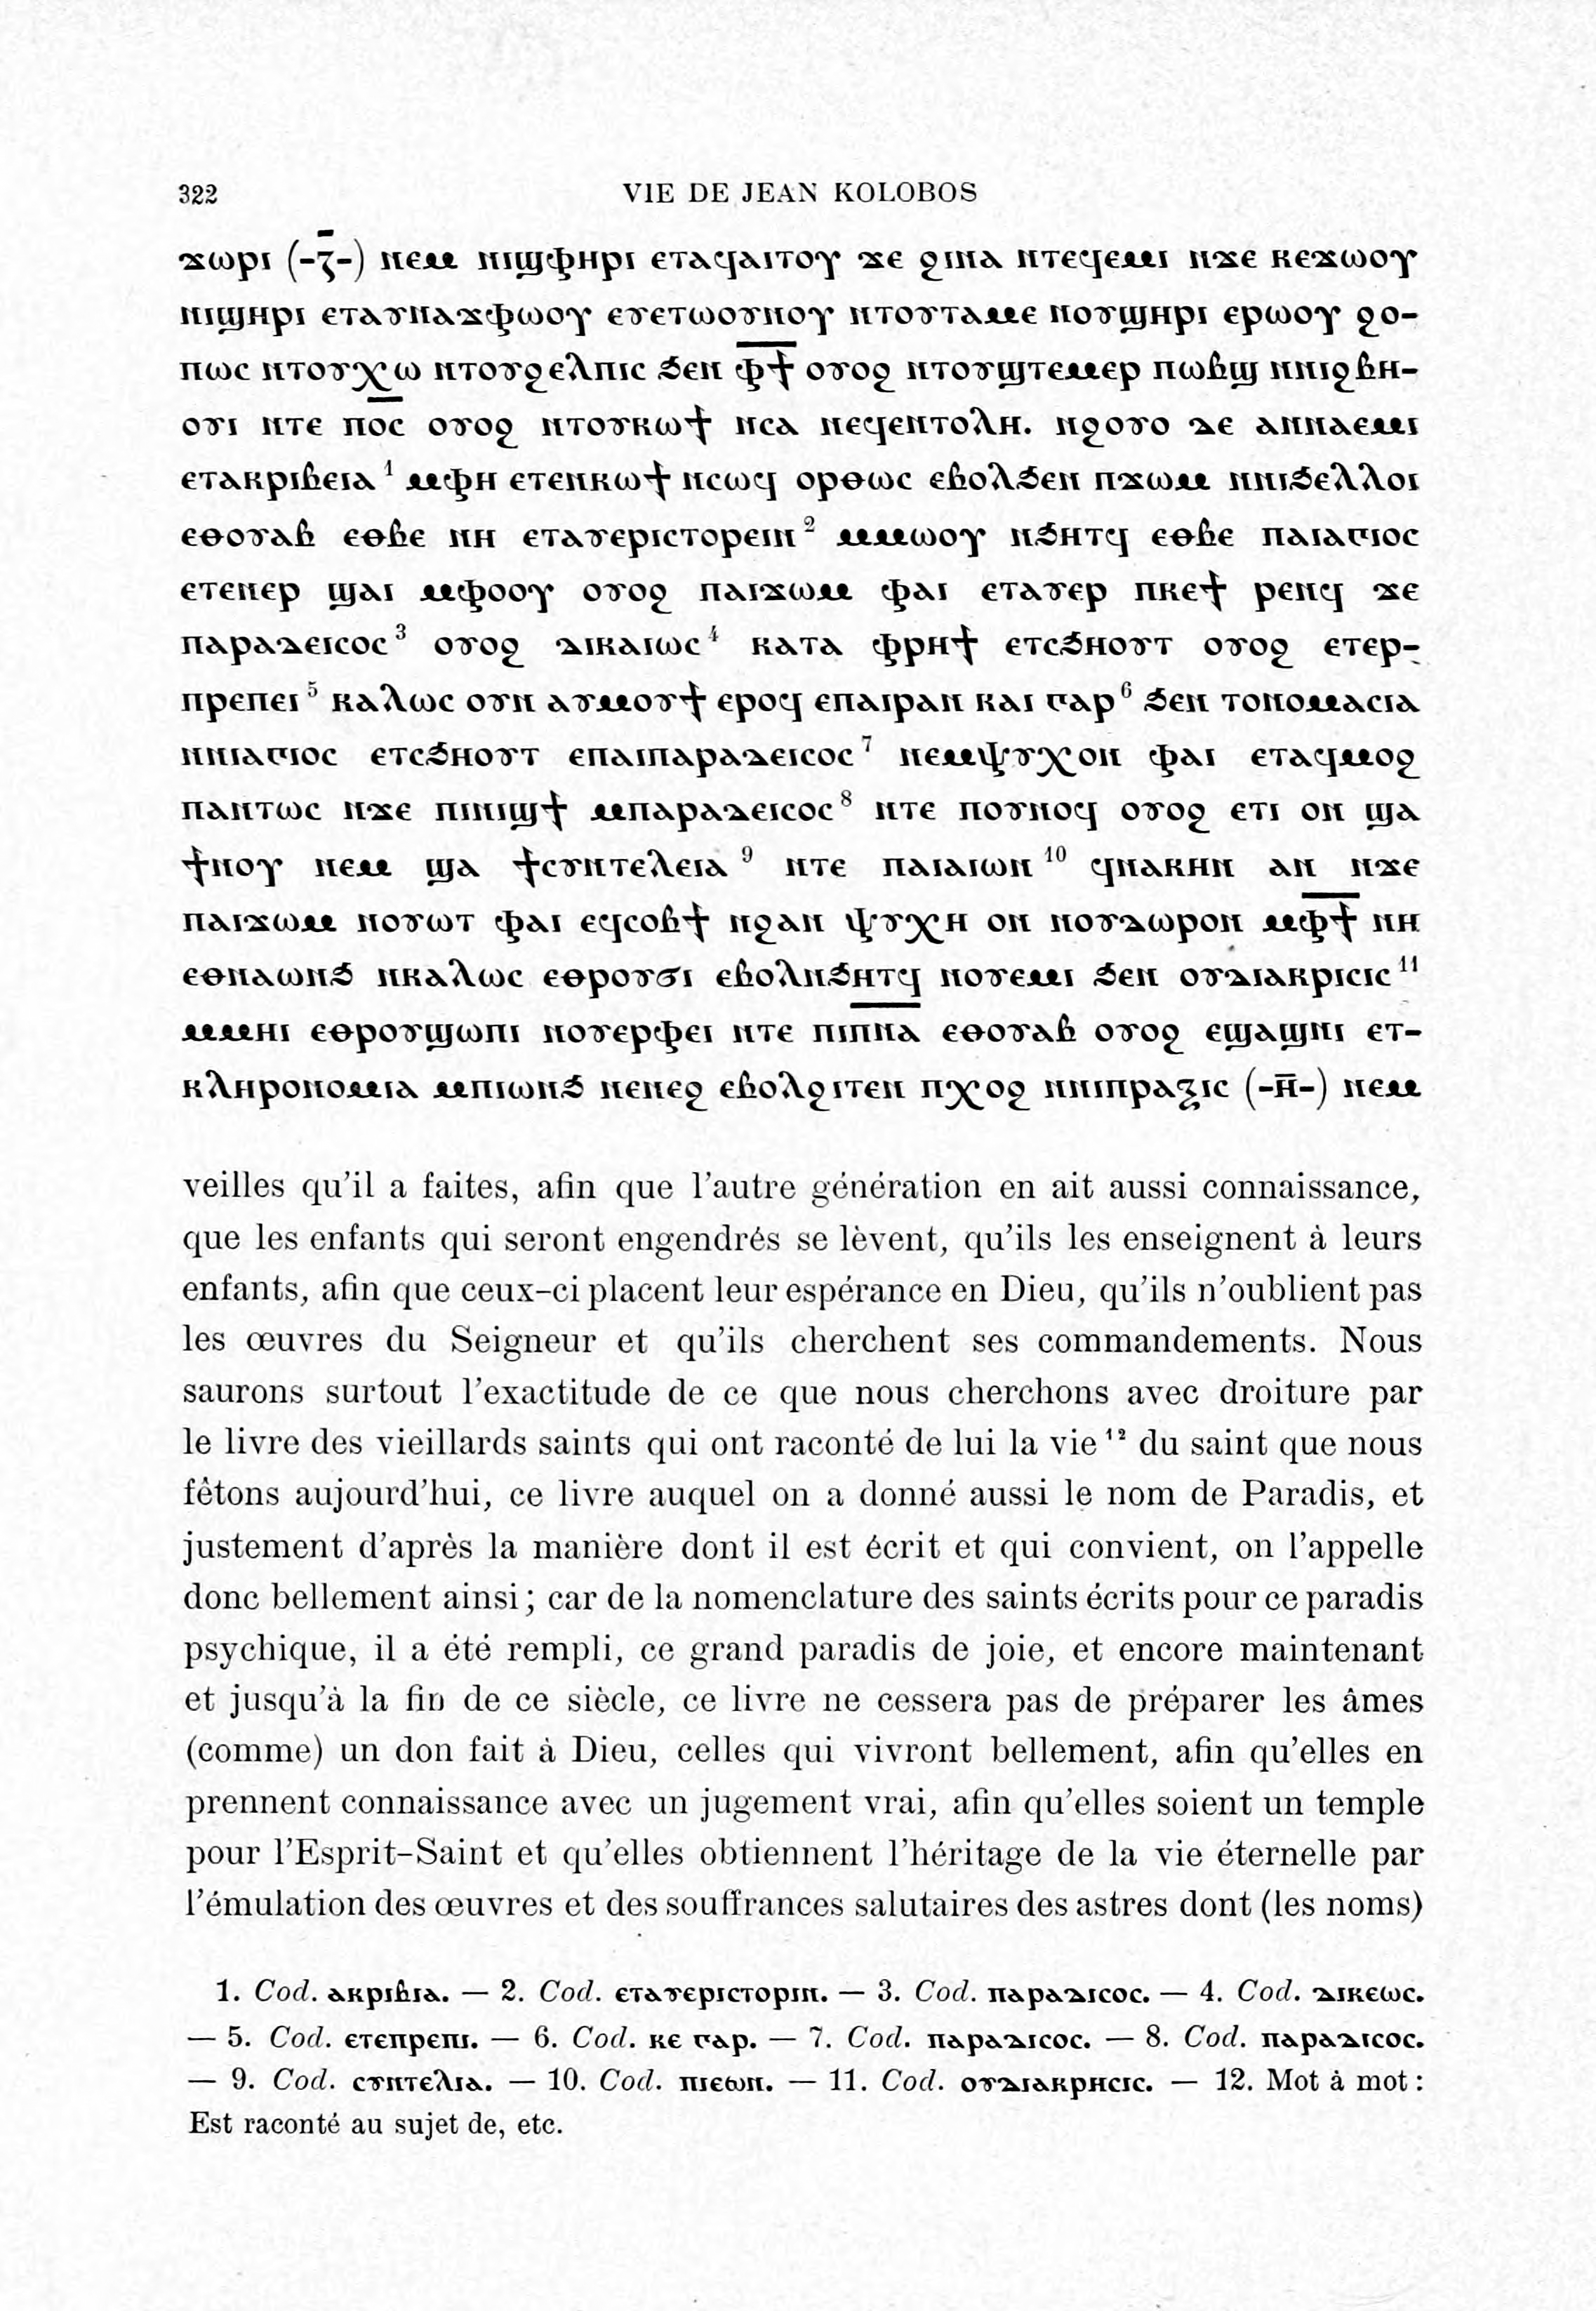 322 VIE DE JEAN KOLOBOS
ϫⲱⲣⲓ (-ⲍ̄-) ⲛⲉⲙ ⲛⲓϣⲫⲏⲣⲓ ⲉⲧⲁϥⲁⲓⲧⲟⲩ ϫⲉ ϩⲓⲛⲁ ⲛⲧⲉϥⲉⲙⲓ ⲛϫⲉ ⲕⲉϫⲱⲟⲩ
ⲛⲓϣⲏⲣⲓ ⲉⲧⲁⲩⲛⲁϫⲫⲱⲟⲩ ⲉⲩⲉⲧⲱⲟⲩⲛⲟⲩ ⲛⲧⲟⲩⲧⲁⲙⲉ ⲛⲟⲩϣⲏⲣⲓ ⲉⲣⲱⲟⲩ ϩⲟ-
ⲡⲱⲥ ⲛⲧⲟⲩⲭⲱ ⲛⲧⲟⲩϩⲉⲗⲡⲓⲥ ϧⲉⲛ ⲫ̄ϯ̄ ⲟⲩⲟϩ ⲛⲧⲟⲩϣⲧⲉⲙⲉⲣ ⲡⲱⲃϣ ⲛⲛⲓϩⲃⲏ-
ⲟⲩⲓ ⲛⲧⲉ ⲡⲟ̄ⲥ̄ ⲟⲩⲟϩ ⲛⲧⲟⲩⲕⲱϯ ⲛⲥⲁ ⲛⲉϥⲉⲛⲧⲟⲗⲏ. ⲛϩⲟⲩⲟ ⲇⲉ ⲁⲛⲛⲁⲉⲙⲓ
ⲉⲧⲁⲕⲣⲓⲃⲉⲓⲁ ¹ ⲙⲫⲏ ⲉⲧⲉⲛⲕⲱϯ ⲛⲥⲱϥ ⲟⲣⲑⲱⲥ ⲉⲃⲟⲗϧⲉⲛ ⲡϫⲱⲙ ⲛⲛⲓϧⲉⲗⲗⲟⲓ
ⲉⲑⲟⲩⲁⲃ ⲉⲑⲃⲉ ⲛⲏ ⲉⲧⲁⲩⲉⲣⲓⲥⲧⲟⲣⲉⲓⲛ ² ⲙⲙⲱⲟⲩ ⲛϧⲏⲧϥ ⲉⲑⲃⲉ ⲡⲁⲓⲁⲅⲓⲟⲥ
ⲉⲧⲉⲛⲉⲣ ϣⲁⲓ ⲙⲫⲟⲟⲩ ⲟⲩⲟϩ ⲡⲁⲓϫⲱⲙ ⲫⲁⲓ ⲉⲧⲁⲩⲉⲣ ⲡⲕⲉϯ ⲣⲉⲛϥ ϫⲉ
ⲡⲁⲣⲁⲇⲉⲓⲥⲟⲥ ³ ⲟⲩⲟϩ ⲇⲓⲕⲁⲓⲱⲥ ⁴ ⲕⲁⲧⲁ ⲫⲣⲏϯ ⲉⲧⲥϧⲏⲟⲩⲧ ⲟⲩⲟϩ ⲉⲧⲉⲣ-
ⲡⲣⲉⲡⲉⲓ ⁵ ⲕⲁⲗⲱⲥ ⲟⲩⲛ ⲁⲩⲙⲟⲩϯ ⲉⲣⲟϥ ⲉⲡⲁⲓⲣⲁⲛ ⲕⲁⲓ ⲅⲁⲣ ⁶ ϧⲉⲛ ⲧⲟⲛⲟⲙⲁⲥⲓⲁ
ⲛⲛⲓⲁⲅⲓⲟⲥ ⲉⲧⲥϧⲏⲟⲩⲧ ⲉⲡⲁⲓⲡⲁⲣⲁⲇⲉⲓⲥⲟⲥ ⁷ ⲛⲉⲙⲯⲩⲭⲟⲛ ⲫⲁⲓ ⲉⲧⲁϥⲙⲟϩ
ⲡⲁⲛⲧⲱⲥ ⲛϫⲉ ⲡⲓⲛⲓϣϯ ⲙⲡⲁⲣⲁⲇⲉⲓⲥⲟⲥ ⁸ ⲛⲧⲉ ⲡⲟⲩⲛⲟϥ ⲟⲩⲟϩ ⲉⲧⲓ ⲟⲛ ϣⲁ
ϯⲛⲟⲩ ⲛⲉⲙ ϣⲁ ϯⲥⲩⲛⲧⲉⲗⲉⲓⲁ ⁹ ⲛⲧⲉ ⲡⲁⲓⲁⲓⲱⲛ ¹⁰ ϥⲛⲁⲕⲏⲛ ⲁⲛ ⲛϫⲉ
ⲡⲁⲓϫⲱⲙ ⲛⲟⲩⲱⲧ ⲫⲁⲓ ⲉϥⲥⲟⲃϯ ⲛϩⲁⲛ ⲯⲩⲭⲏ ⲟⲛ ⲛⲟⲩⲇⲱⲣⲟⲛ ⲙⲫ̄ϯ̄ ⲛⲏ
ⲉⲑⲛⲁⲱⲛϧ ⲛⲕⲁⲗⲱⲥ ⲉⲑⲣⲟⲩϭⲓ ⲉⲃⲟⲗⲛϧⲏⲧϥ ⲛⲟⲩⲉⲙⲓ ϧⲉⲛ ⲟⲩⲇⲓⲁⲕⲣⲓⲥⲓⲥ ¹¹
ⲙⲙⲏⲓ ⲉⲑⲣⲟⲩϣⲱⲡⲓ ⲛⲟⲩⲉⲣⲫⲉⲓ ⲛⲧⲉ ⲡⲓⲡ̄ⲛ̄ⲁ̄ ⲉⲑⲟⲩⲁⲃ ⲟⲩⲟϩ ⲉϣⲁϣⲛⲓ ⲉⲧ-
ⲕⲗⲏⲣⲟⲛⲟⲙⲓⲁ ⲙⲡⲓⲱⲛϧ ⲛⲉⲛⲉϩ ⲉⲃⲟⲗϩⲓⲧⲉⲛ ⲡⲭⲟϩ ⲛⲛⲓⲡⲣⲁⲝⲓⲥ (-ⲏ̄-) ⲛⲉⲙ
veilles qu'il a faites, afin que l'autre génération en ait aussi connaissance,
que les enfants qui seront engendrés se lèvent, qu'ils les enseignent à leurs
enfants, afin que ceux-ci placent leur espérance en Dieu, qu'ils n'oublient pas
les œuvres du Seigneur et qu'ils cherchent ses commandements. Nous
saurons surtout l'exactitude de ce que nous cherchons avec droiture par
le livre des vieillards saints qui ont raconté de lui la vie ¹² du saint que nous
fêtons aujourd'hui, ce livre auquel on a donné aussi le nom de Paradis, et
justement d'après la manière dont il est écrit et qui convient, on l'appelle
donc bellement ainsi; car de la nomenclature des saints écrits pour ce paradis
psychique, il a été rempli, ce grand paradis de joie, et encore maintenant
et jusqu'à la fin de ce siècle, ce livre ne cessera pas de préparer les âmes
(comme) un don fait à Dieu, celles qui vivront bellement, afin qu'elles en
prennent connaissance avec un jugement vrai, afin qu'elles soient un temple
pour l'Esprit-Saint et qu'elles obtiennent l'héritage de la vie éternelle par
l'émulation des œuvres et des souffrances salutaires des astres dont (les noms)
1. Cod. ⲁⲕⲣⲓⲃⲓⲁ. — 2. Cod. ⲉⲧⲁⲩⲉⲣⲓⲥⲧⲟⲣⲓⲛ. — 3. Cod. ⲡⲁⲣⲁⲇⲓⲥⲟⲥ. — 4. Cod. ⲇⲓⲕⲉⲱⲥ.
— 5. Cod. ⲉⲧⲉⲡⲣⲉⲡⲓ. — 6. Cod. ⲕⲉ ⲅⲁⲣ. — 7. Cod. ⲡⲁⲣⲁⲇⲓⲥⲟⲥ. — 8. Cod. ⲡⲁⲣⲁⲇⲓⲥⲟⲥ.
— 9. Cod. ⲥⲩⲛⲧⲉⲗⲓⲁ. — 10. Cod. ⲡⲓⲉⲱⲛ. — 11. Cod. ⲟⲩⲇⲓⲁⲕⲣⲏⲥⲓⲥ. — 12. Mot à mot :
Est raconté au sujet de, etc.